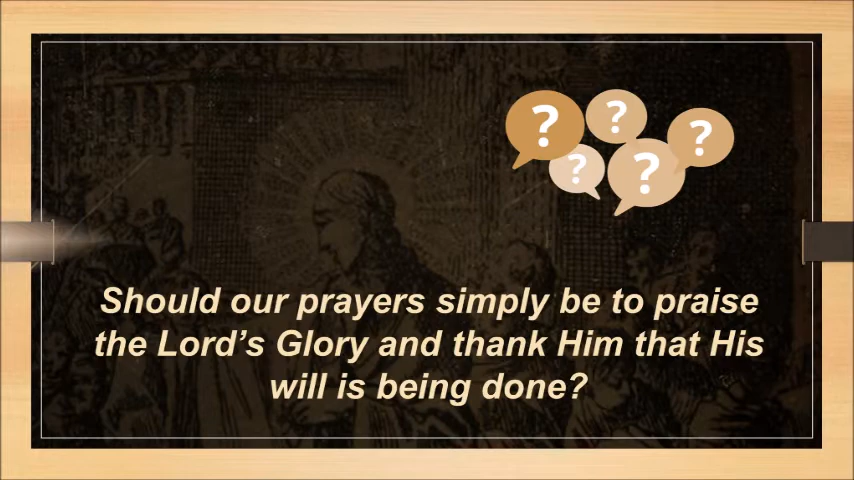 ?
?
?
?
?
Should our prayers simply be to praise
the Lord’s Glory and thank Him that His
will is being done?